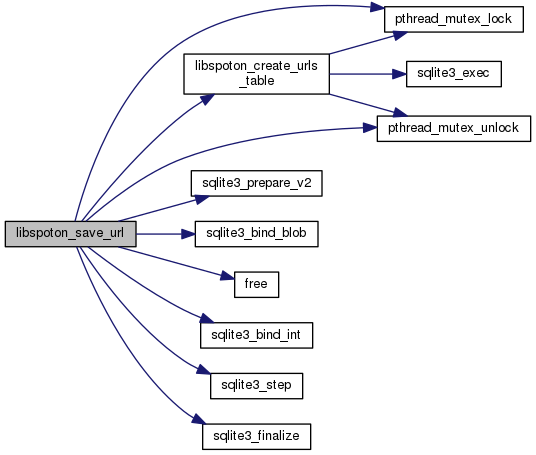 pthread_mutex_lock
libspoton_create_urls
_table
sqlite3_exec
pthread_mutex_unlock
sqlite3_prepare_v2
libspoton_save_url
sqlite3_bind_blob
free
sqlite3_bind_int
sqlite3_step
sqlite3_finalize